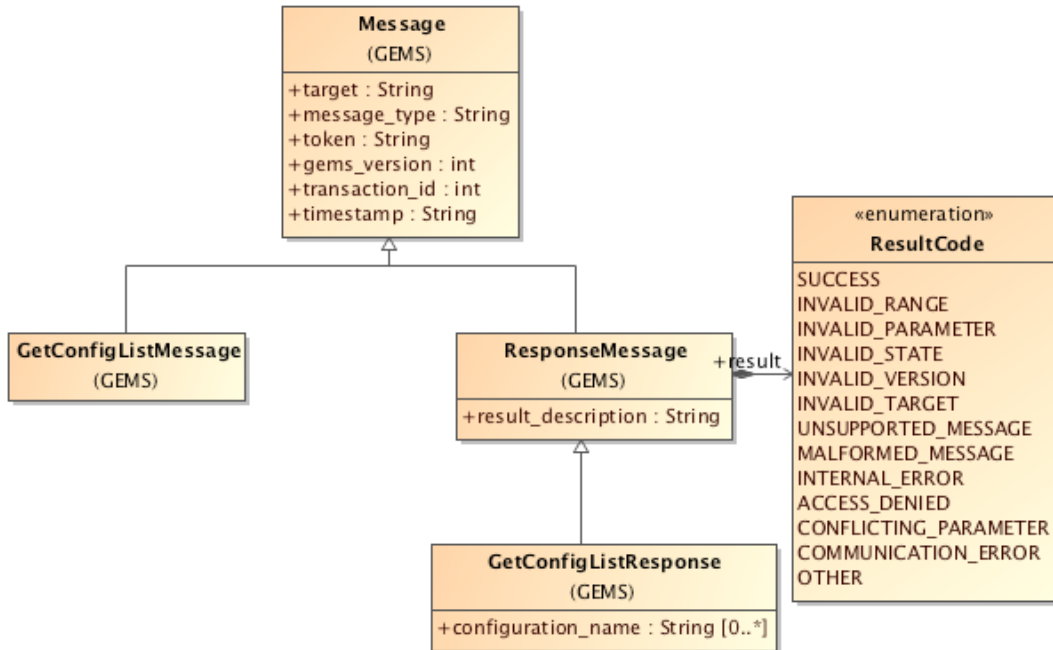 Message
(GEMS)
+target : String
+message_type : String
+token : String
+gems_version : int
+transaction_id : int
+timestamp : String
GetConfigListMessage
(GEMS)
ResponseMessage
(GEMS)
+result_description : String
+result
«enumeration»
ResultCode
SUCCESS
INVALID_RANGE
INVALID_PARAMETER
INVALID_STATE
INVALID_VERSION
INVALID_TARGET
UNSUPPORTED_MESSAGE
MALFORMED_MESSAGE
INTERNAL_ERROR
ACCESS_DENIED
CONFLICTING_PARAMETER
COMMUNICATION_ERROR
OTHER
GetConfigListResponse
(GEMS)
+configuration_name : String [0..*]